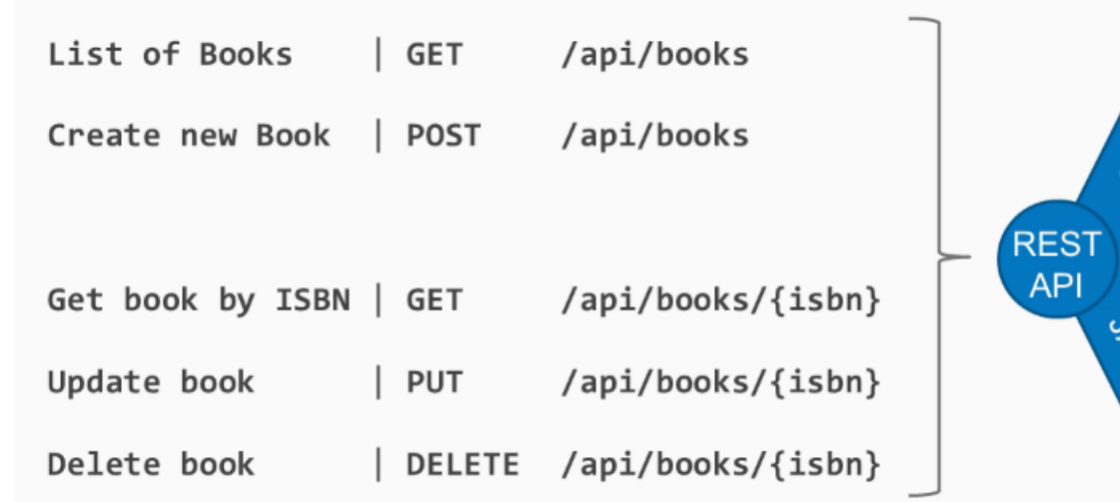 List of Books | GET /api/books
Create new Book | POST /api/books
Get book by ISBN | GET /api/books/{isbn}
Update book | PUT /api/books/{isbn}
Delete book | DELETE /api/books/{isbn}
REST
API